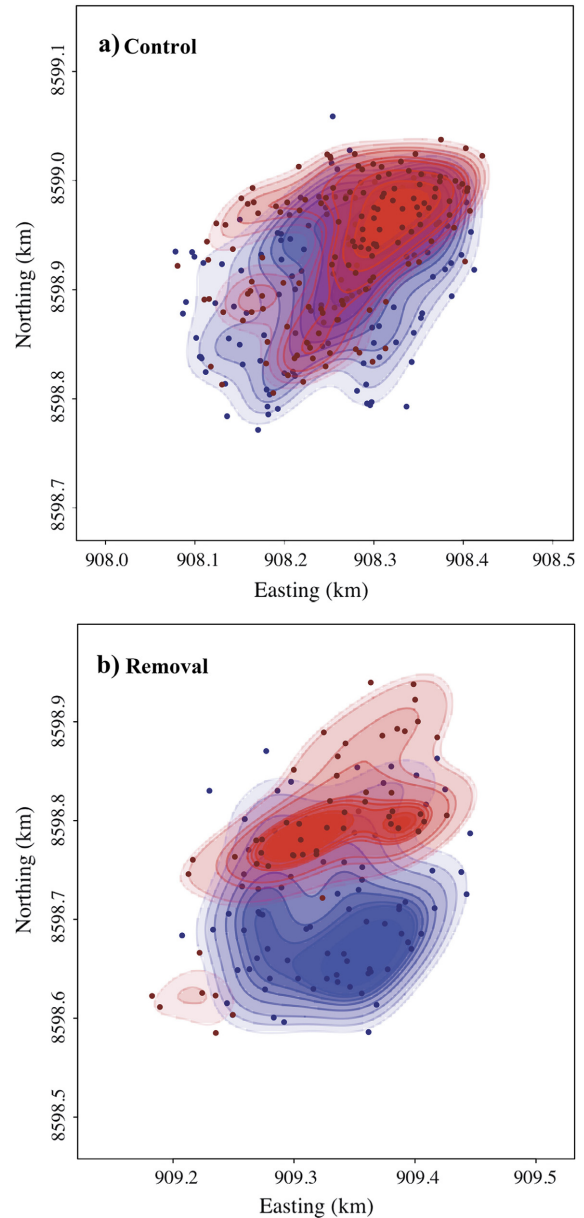 a) Control
8599.1
8599.0
8598.9
8598.8
8598.7
Northing (km)
908.0 908.1 908.2 908.3 908.4 908.5
Easting (km)
b) Removal
8598.9
8598.8
8598.7
8598.6
8598.5
Northing (km)
909.2 909.3 909.4 909.5
Easting (km)